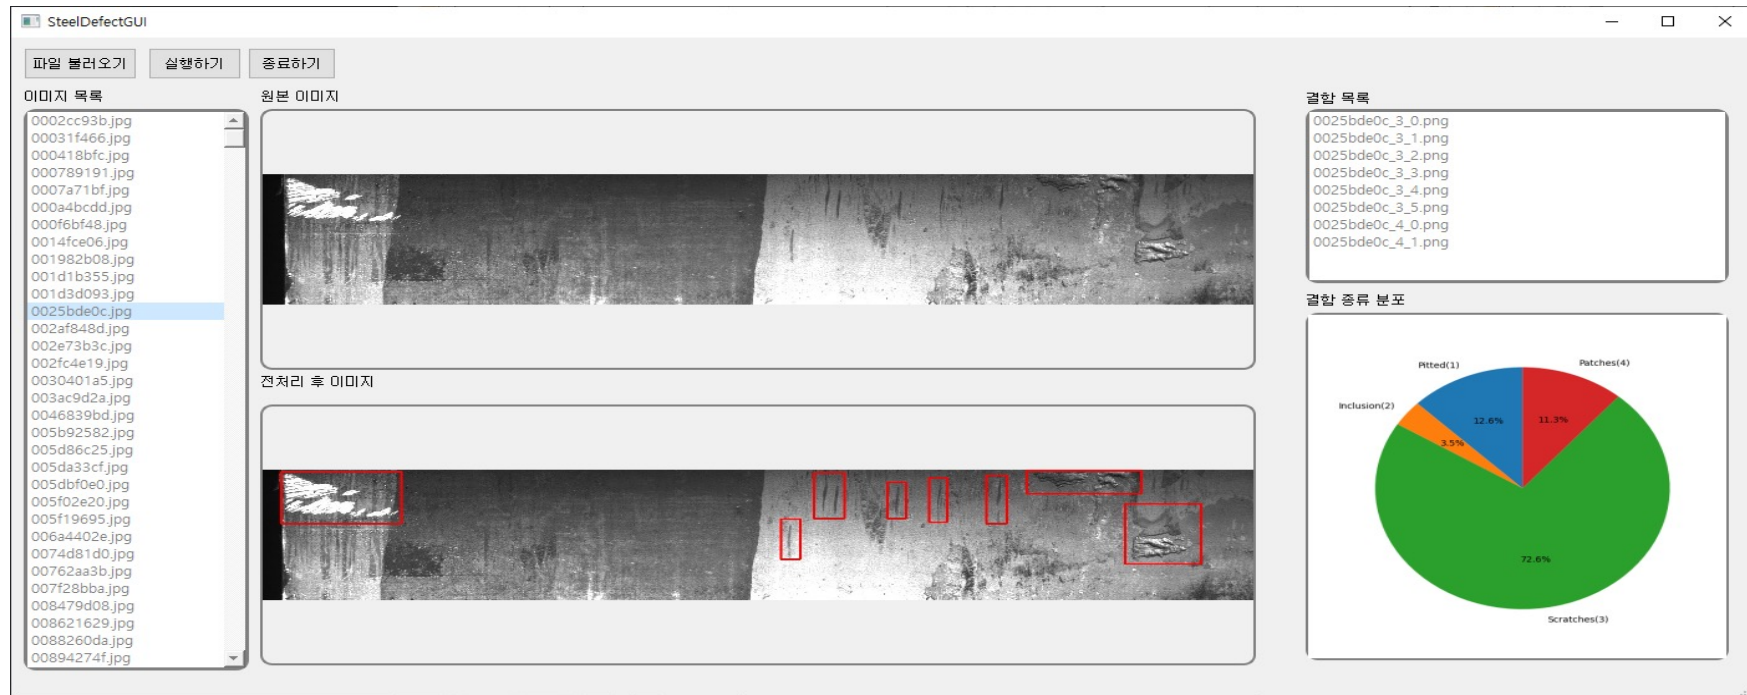 SteelDefectGUI
파일 불러오기
실행하기
종료하기
이미지 목록
0002cc93b.jpg
00031f466.jpg
000418bfc.jpg
000789191.jpg
0007a71bf.jpg
000a4bcdd.jpg
000f6bf48.jpg
0014fce06.jpg
001982b08.jpg
001d1b355.jpg
001d3d093.jpg
0025bde0c.jpg
002af848d.jpg
002e73b3c.jpg
002fc4e19.jpg
0030401a5.jpg
003ac9d2a.jpg
0046839bd.jpg
005b92582.jpg
005d86c25.jpg
005da33cf.jpg
005dbf0e0.jpg
005f02e20.jpg
005f19695.jpg
006a4402e.jpg
0074d81d0.jpg
00762aa3b.jpg
007f28bba.jpg
008479d08.jpg
008621629.jpg
0088260da.jpg
00894274f.jpg
원본 이미지
전처리 후 이미지
결함 목록
0025bde0c_3_0.png
0025bde0c_3_1.png
0025bde0c_3_2.png
0025bde0c_3_3.png
0025bde0c_3_4.png
0025bde0c_3_5.png
0025bde0c_4_0.png
0025bde0c_4_1.png
결함 종류 분포
Pitted(1)
Patches(4)
Inclusion(2)
12.6%
11.3%
3.5%
72.6%
Scratches(3)